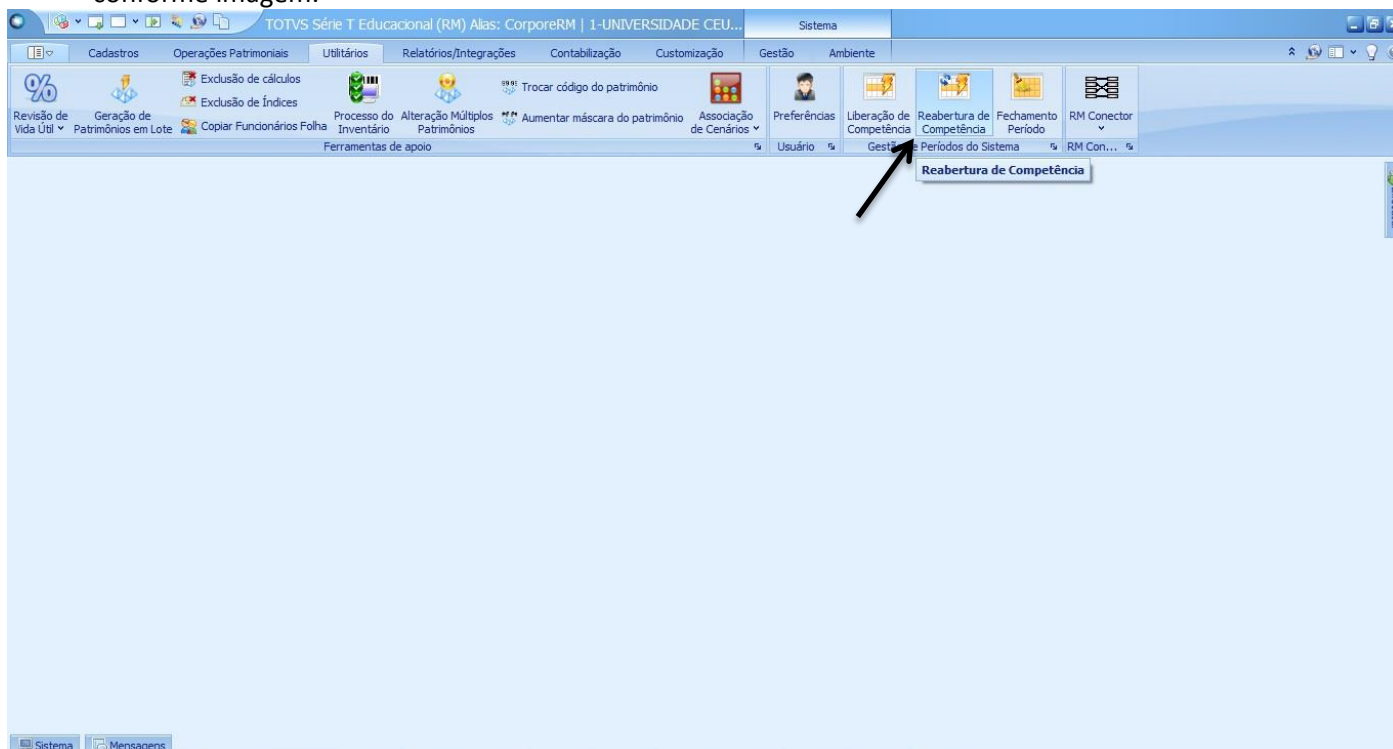 conforme imagem:
TOTVS Série T Educacional (RM) Alias: CorporeRM | 1-UNIVERSIDADE CEU...
Sistema
Cadastros Operações Patrimoniais Utilitários Relatórios/Integrações Contabilização Customização Gestão Ambiente
Revisão de Vida Útil
Geração de Patrimônios em Lote
Exclusão de cálculos
Exclusão de Índices
Copiar Funcionários Folha
Processo do Inventário
Alteração Múltiplos Patrimônios
Trocar código do patrimônio
Aumentar máscara do patrimônio
Associação de Cenários
Preferências
Liberação de Competência
Reabertura de Competência
Fechamento Período
RM Conector
Ferramentas de apoio
Usuário
Gestão de Períodos do Sistema
RM Con...
Reabertura de Competência
Sistema
Mensagens